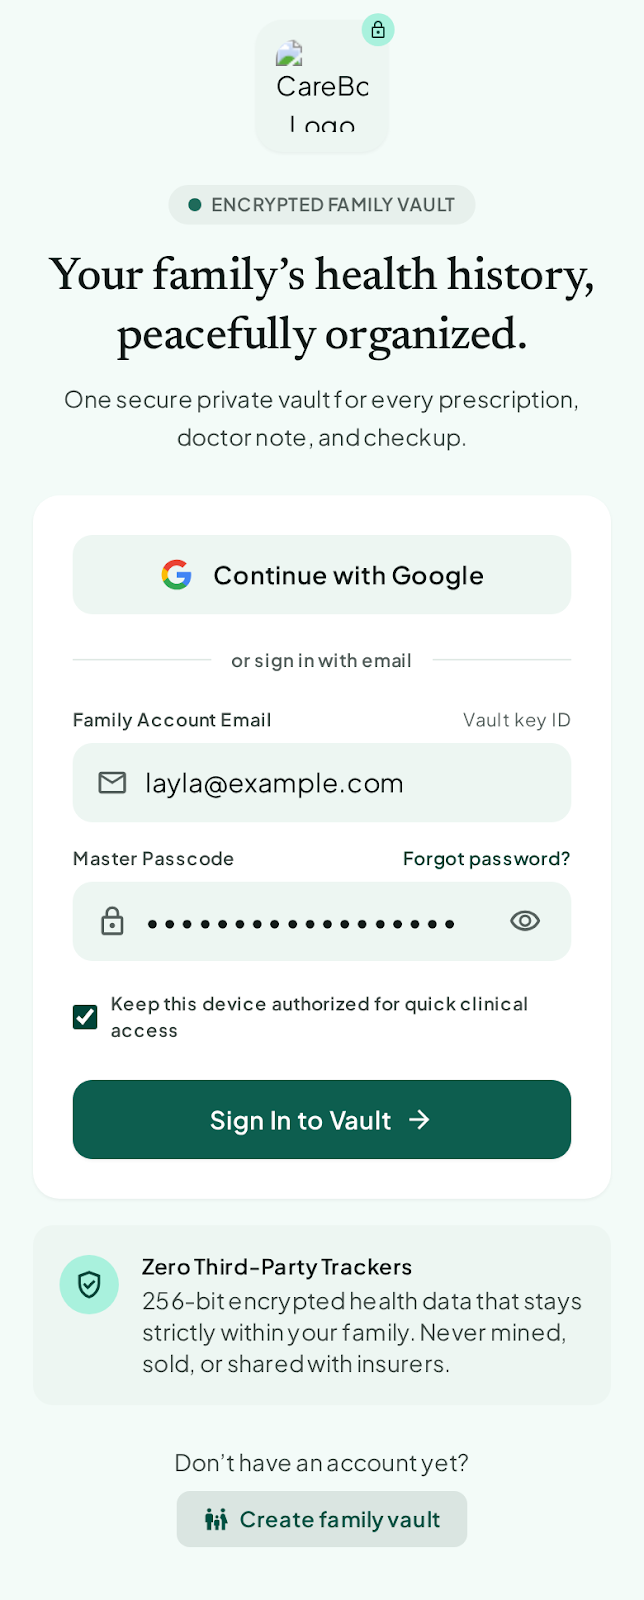 CareBo
Logo
ENCRYPTED FAMILY VAULT
Your family’s health history,
peacefully organized.
One secure private vault for every prescription,
doctor note, and checkup.
Continue with Google
or sign in with email
Family Account Email
Vault key ID
layla@example.com
Master Passcode
Forgot password?
Keep this device authorized for quick clinical
access
Sign In to Vault
Zero Third-Party Trackers
256-bit encrypted health data that stays
strictly within your family. Never mined,
sold, or shared with insurers.
Don’t have an account yet?
Create family vault